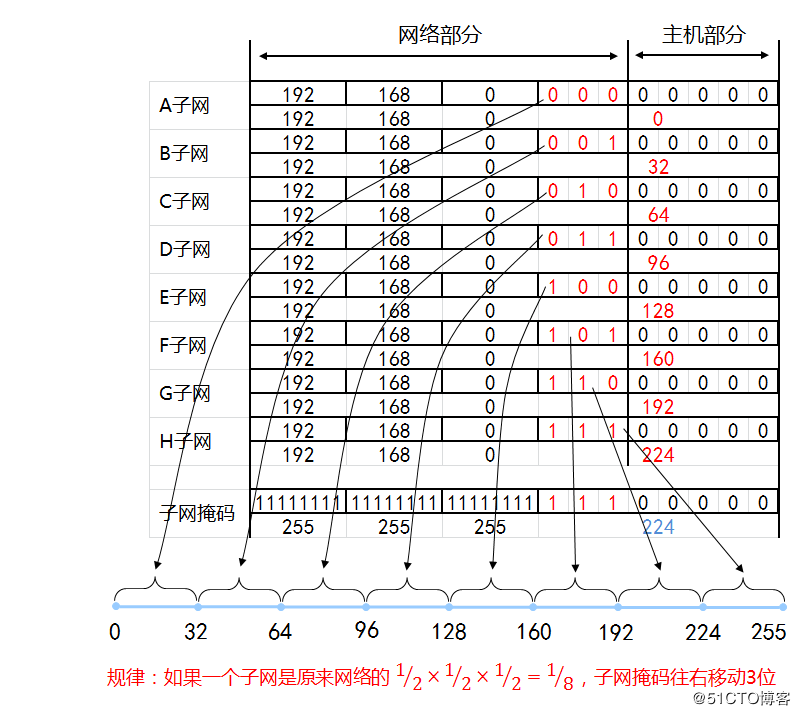 网络部分 主机部分
A子网 192 168 0 0 0 0 0 0 0 0 0
192 168 0 0
B子网 192 168 0 0 0 1 0 0 0 0 0
192 168 0 32
C子网 192 168 0 0 1 0 0 0 0 0 0
192 168 0 64
D子网 192 168 0 0 1 1 0 0 0 0 0
192 168 0 96
E子网 192 168 0 1 0 0 0 0 0 0 0
192 168 0 128
F子网 192 168 0 1 0 1 0 0 0 0 0
192 168 0 160
G子网 192 168 0 1 1 0 0 0 0 0 0
192 168 0 192
H子网 192 168 0 1 1 1 0 0 0 0 0
192 168 0 224
子网掩码 11111111 11111111 11111111 1 1 1 0 0 0 0 0
255 255 255 224
0 32 64 96 128 160 192 224 255
规律：如果一个子网是原来网络的 1/2×1/2×1/2=1/8，子网掩码往右移动3位
@51CTO博客